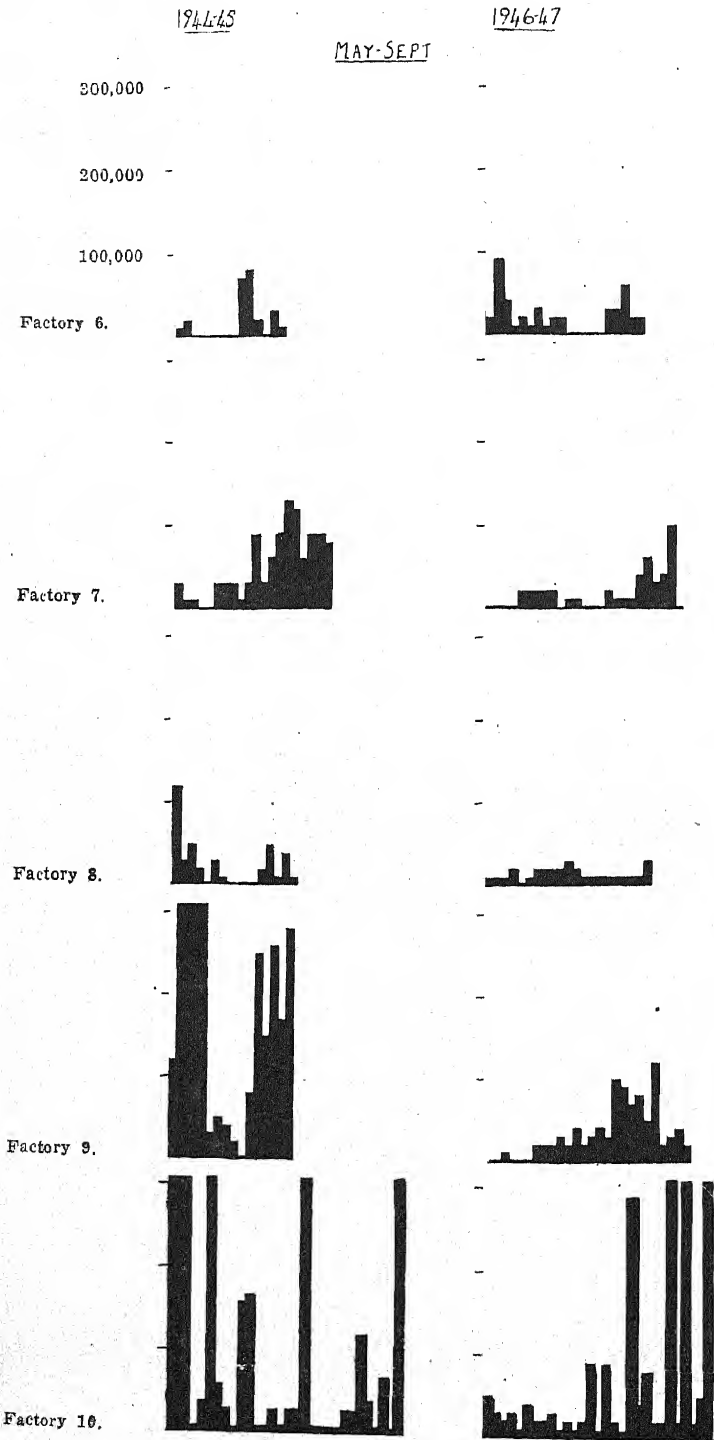 1944-45 1946-47
MAY-SEPT
300,000
200,000
100,000
Factory 6.
Factory 7.
Factory 8.
Factory 9.
Factory 10.